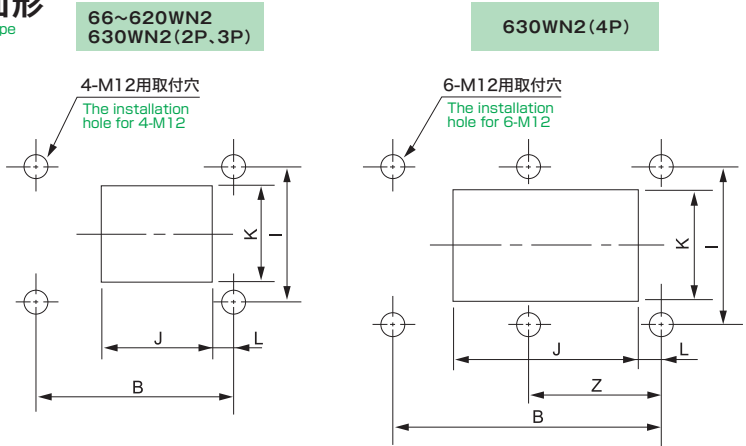 形
pe
66~620WN2
630WN2(2P、3P)
630WN2(4P)
4-M12用取付穴
The installation
hole for 4-M12
6-M12用取付穴
The installation
hole for 6-M12
K
I
J
L
B
K
I
J
L
Z
B